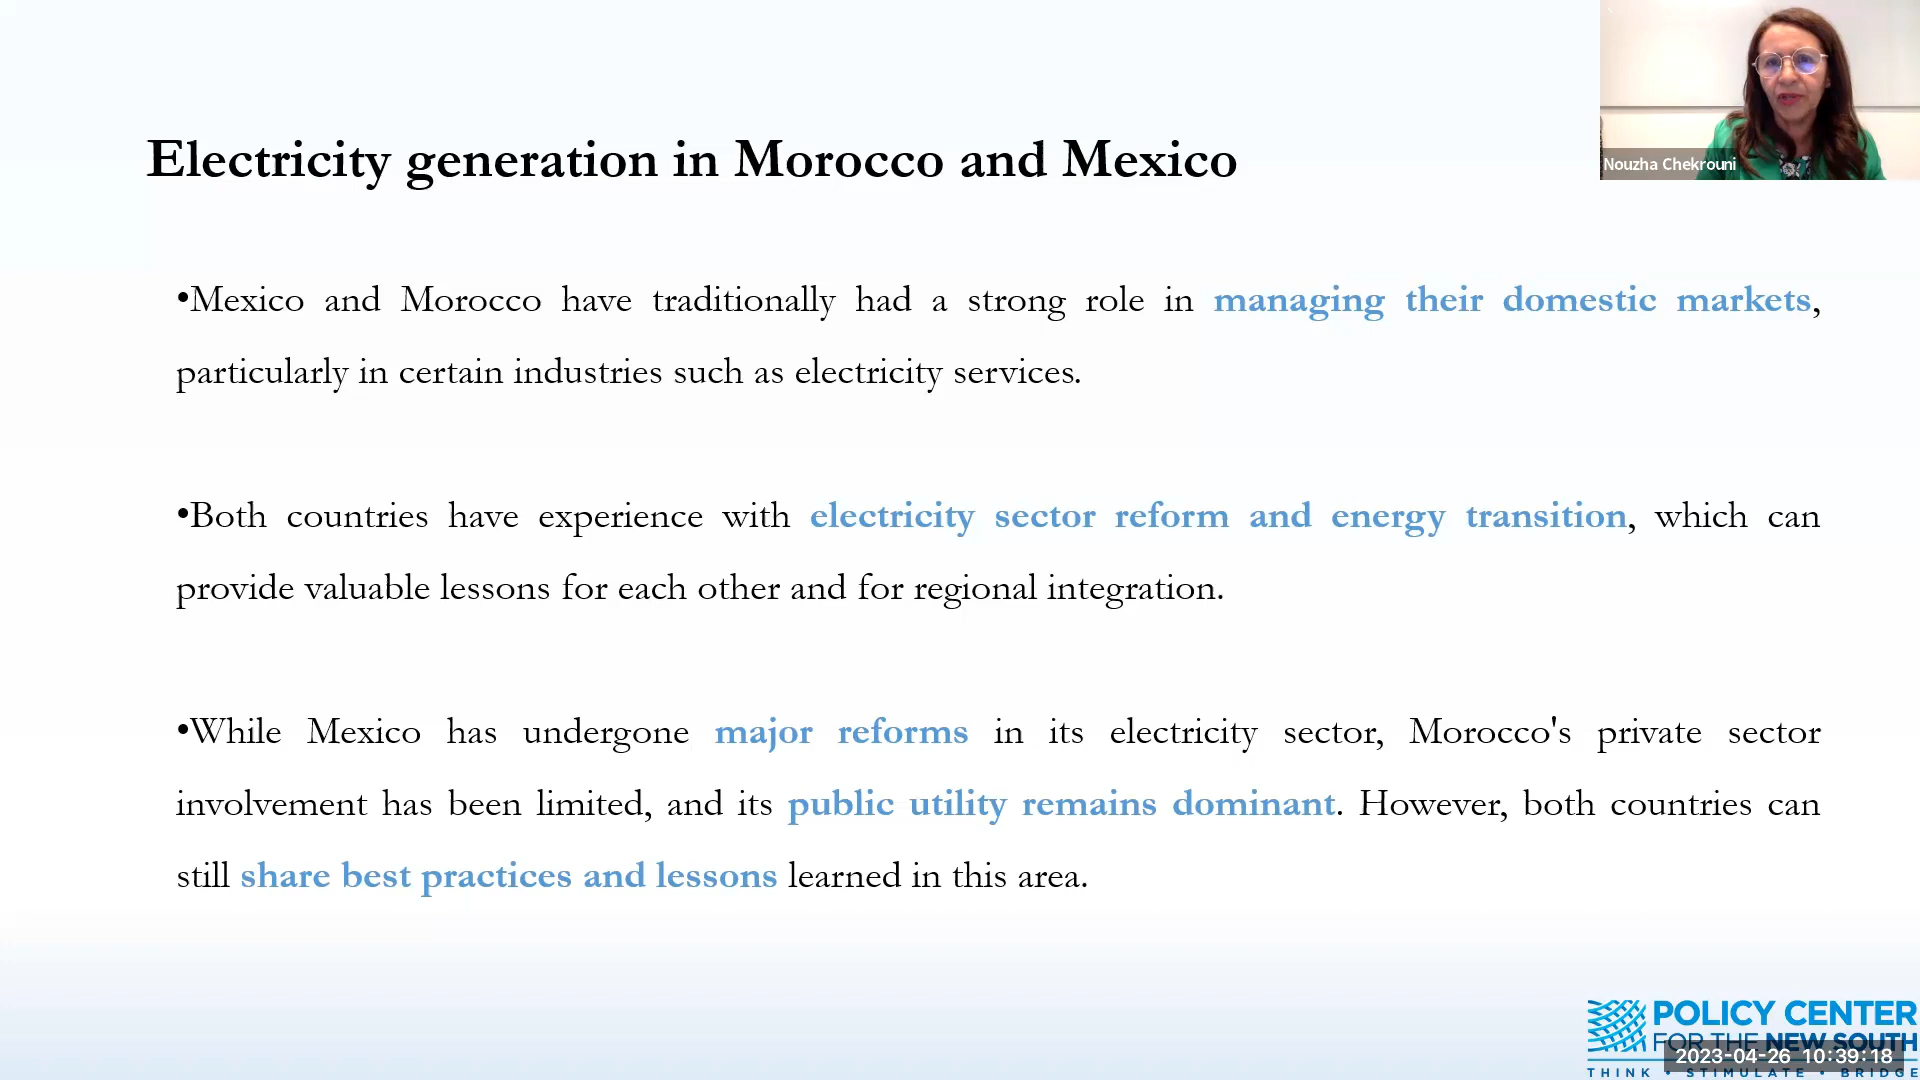 Nouzha Chekrouni
Electricity generation in Morocco and Mexico
•Mexico and Morocco have traditionally had a strong role in managing their domestic markets,
particularly in certain industries such as electricity services.
•Both countries have experience with electricity sector reform and energy transition, which can
provide valuable lessons for each other and for regional integration.
•While Mexico has undergone major reforms in its electricity sector, Morocco's private sector
involvement has been limited, and its public utility remains dominant. However, both countries can
still share best practices and lessons learned in this area.
POLICY CENTER
FOR THE NEW SOUTH
2023-04-26 10:39:18
THINK • STIMULATE • BRIDGE